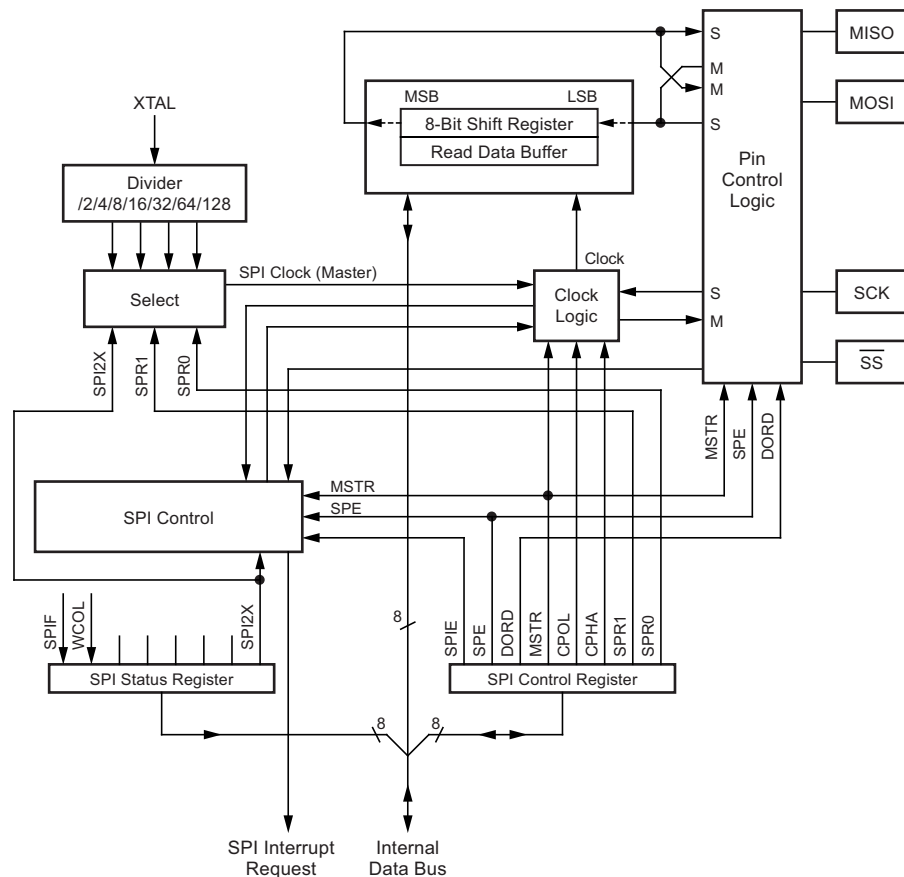 MISO
S
M
MSB
LSB
M
MOSI
XTAL
8-Bit Shift Register
S
Read Data Buffer
Pin
Control
Logic
Divider
/2/4/8/16/32/64/128
SPI Clock (Master)
Clock
Select
Clock
Logic
S
SCK
M
SPI2X
SPR1
SPR0
SS
MSTR
SPE
DORD
MSTR
SPE
SPI Control
SPIF
WCOL
SPI2X
8
SPIE
SPE
DORD
MSTR
CPOL
CPHA
SPR1
SPR0
SPI Status Register
SPI Control Register
8
8
SPI Interrupt
Request
Internal
Data Bus